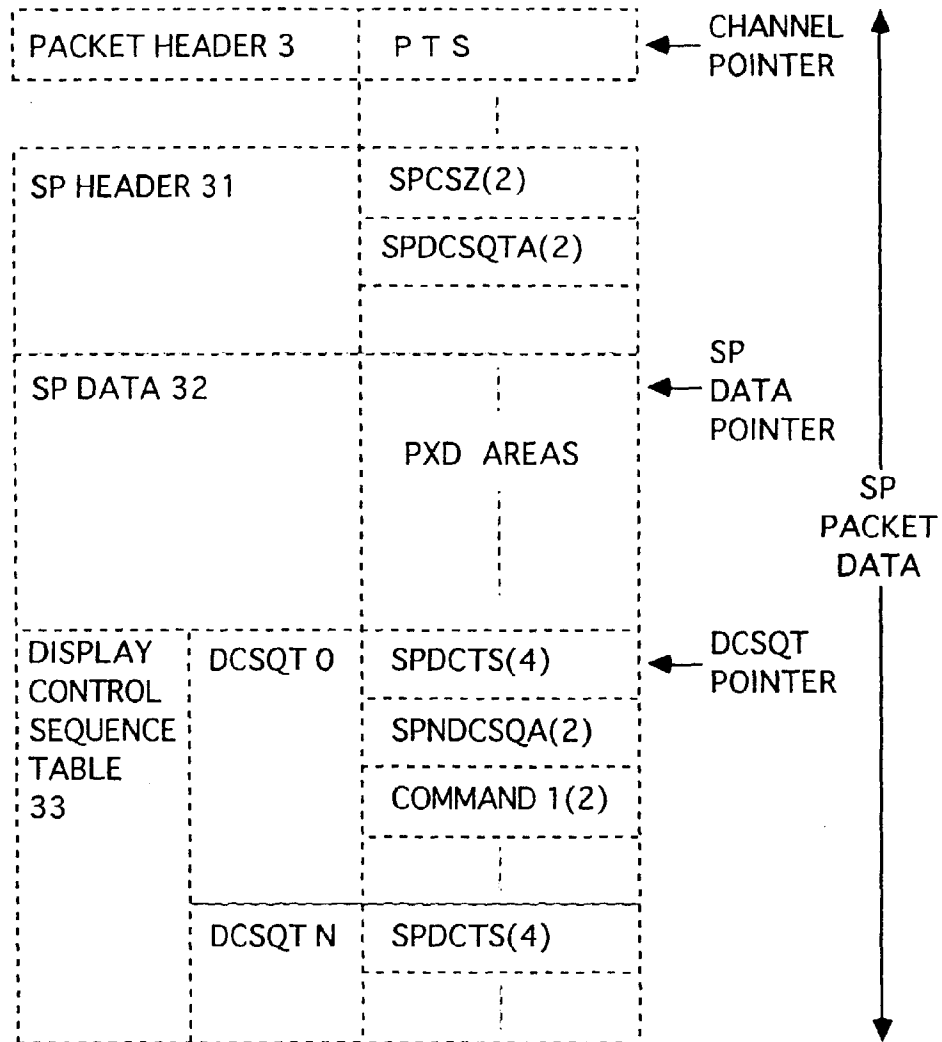 PACKET HEADER 3
P T S
CHANNEL
POINTER
SP HEADER 31
SPCSZ(2)
SPDCSQTA(2)
SP DATA 32
SP
DATA
POINTER
PXD AREAS
SP
PACKET
DATA
DISPLAY
CONTROL
SEQUENCE
TABLE
33
DCSQT 0
SPDCTS(4)
DCSQT
POINTER
SPNDCSQA(2)
COMMAND 1(2)
DCSQT N
SPDCTS(4)